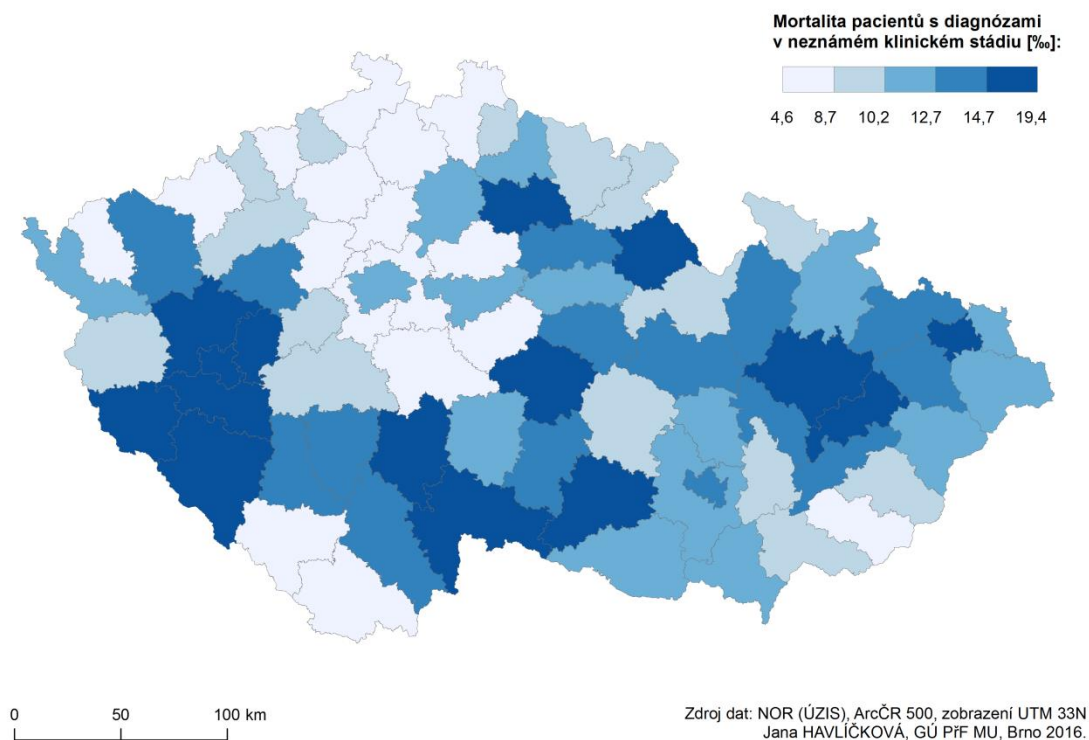 Mortalita pacientů s diagnózami
v neznámém klinickém stádiu [‰]:
4,6 8,7 10,2 12,7 14,7 19,4
0 50 100 km
Zdroj dat: NOR (ÚZIS), ArcČR 500, zobrazení UTM 33N
Jana HAVLÍČKOVÁ, GÚ PřF MU, Brno 2016.